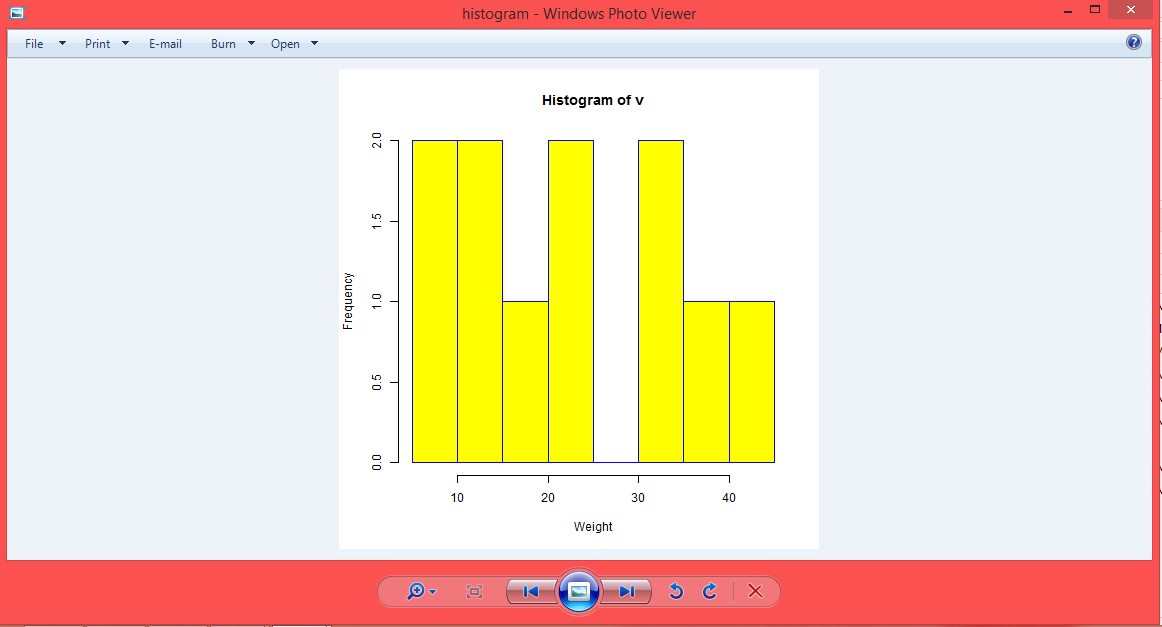 histogram - Windows Photo Viewer
File Print E-mail Burn Open
?
Histogram of v
2.0
1.5
1.0
0.5
0.0
Frequency
10 20 30 40
Weight